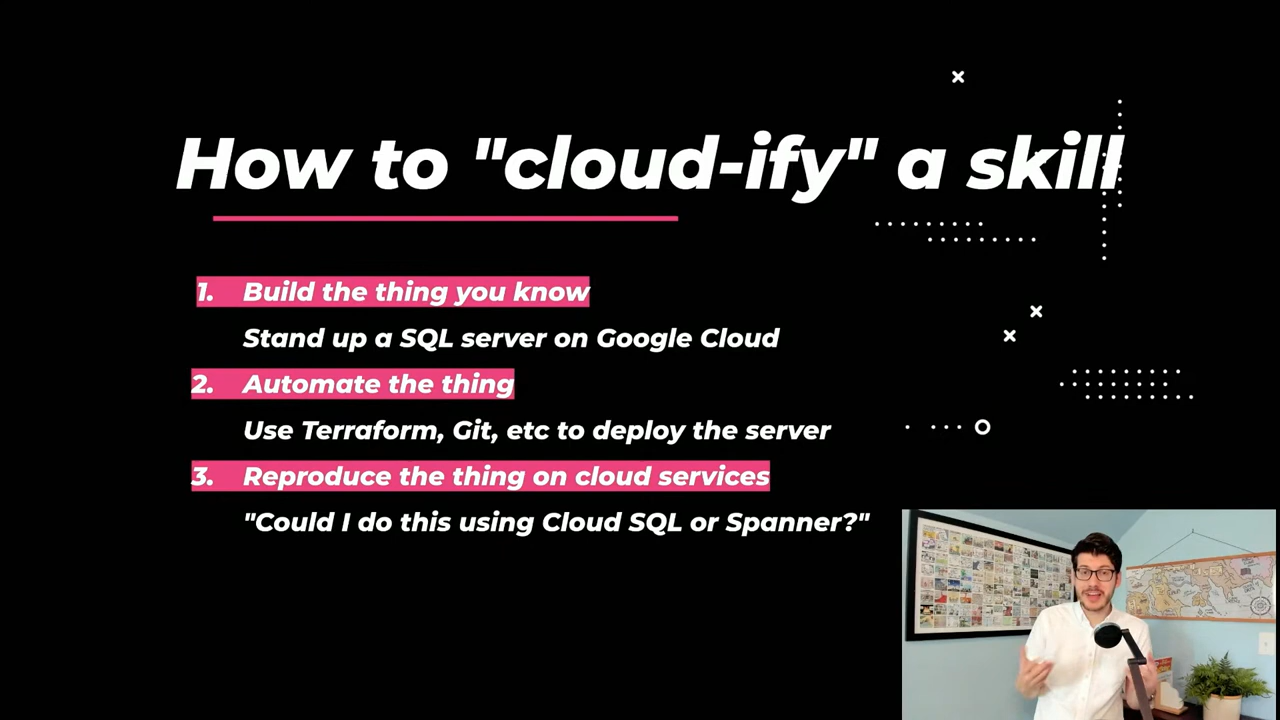 How to "cloud-ify" a skill
1. Build the thing you know
Stand up a SQL server on Google Cloud
2. Automate the thing
Use Terraform, Git, etc to deploy the server
3. Reproduce the thing on cloud services
"Could I do this using Cloud SQL or Spanner?"